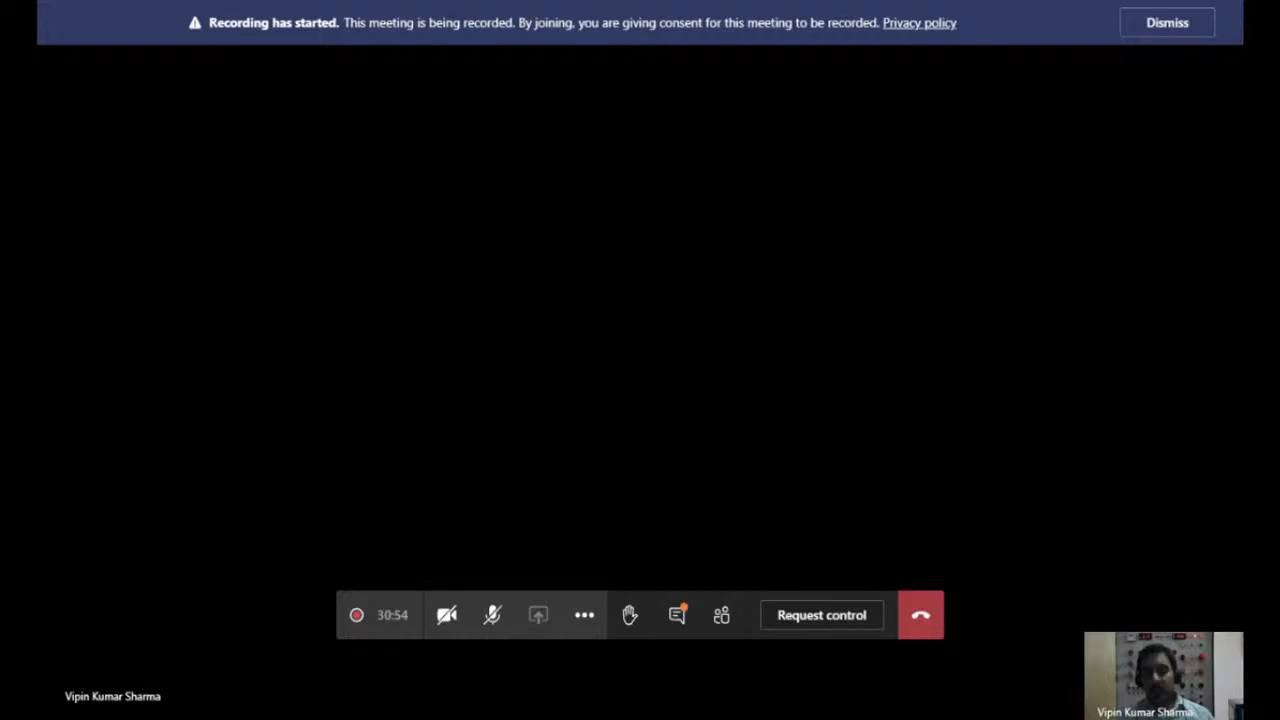 Recording has started. This meeting is being recorded. By joining, you are giving consent for this meeting to be recorded. Privacy policy
Dismiss
30:54
Request control
Vipin Kumar Sharma
Vipin Kumar Sharma